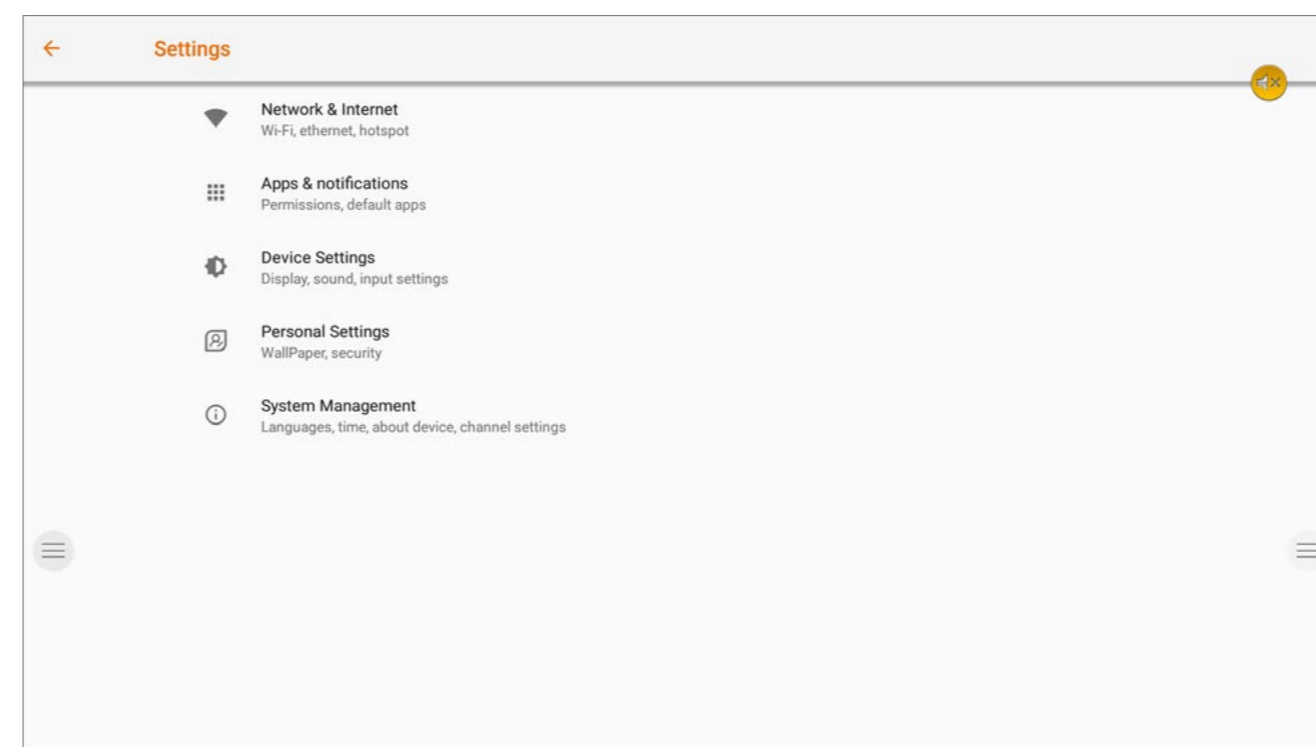 Settings
Network & Internet
Wi-Fi, ethernet, hotspot
Apps & notifications
Permissions, default apps
Device Settings
Display, sound, input settings
Personal Settings
WallPaper, security
System Management
Languages, time, about device, channel settings